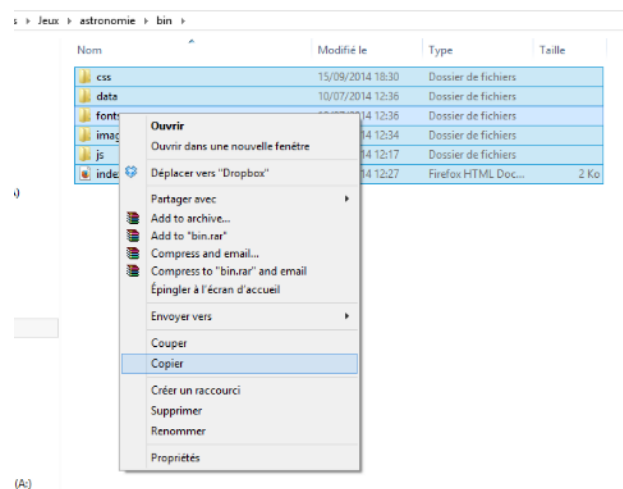 Jeux › astronomie › bin ›
Nom Modifié le Type Taille
css 15/09/2014 18:30 Dossier de fichiers
data 10/07/2014 12:36 Dossier de fichiers
14 12:36 Dossier de fichiers
14 12:34 Dossier de fichiers
js 14 12:17 Dossier de fichiers
14 12:27 Firefox HTML Doc... 2 Ko
Ouvrir
Ouvrir dans une nouvelle fenêtre
Déplacer vers "Dropbox"
Partager avec
Add to archive...
Add to "bin.rar"
Compress and email...
Compress to "bin.rar" and email
Épingler à l'écran d'accueil
Envoyer vers
Couper
Copier
Créer un raccourci
Supprimer
Renommer
Propriétés
(A:)